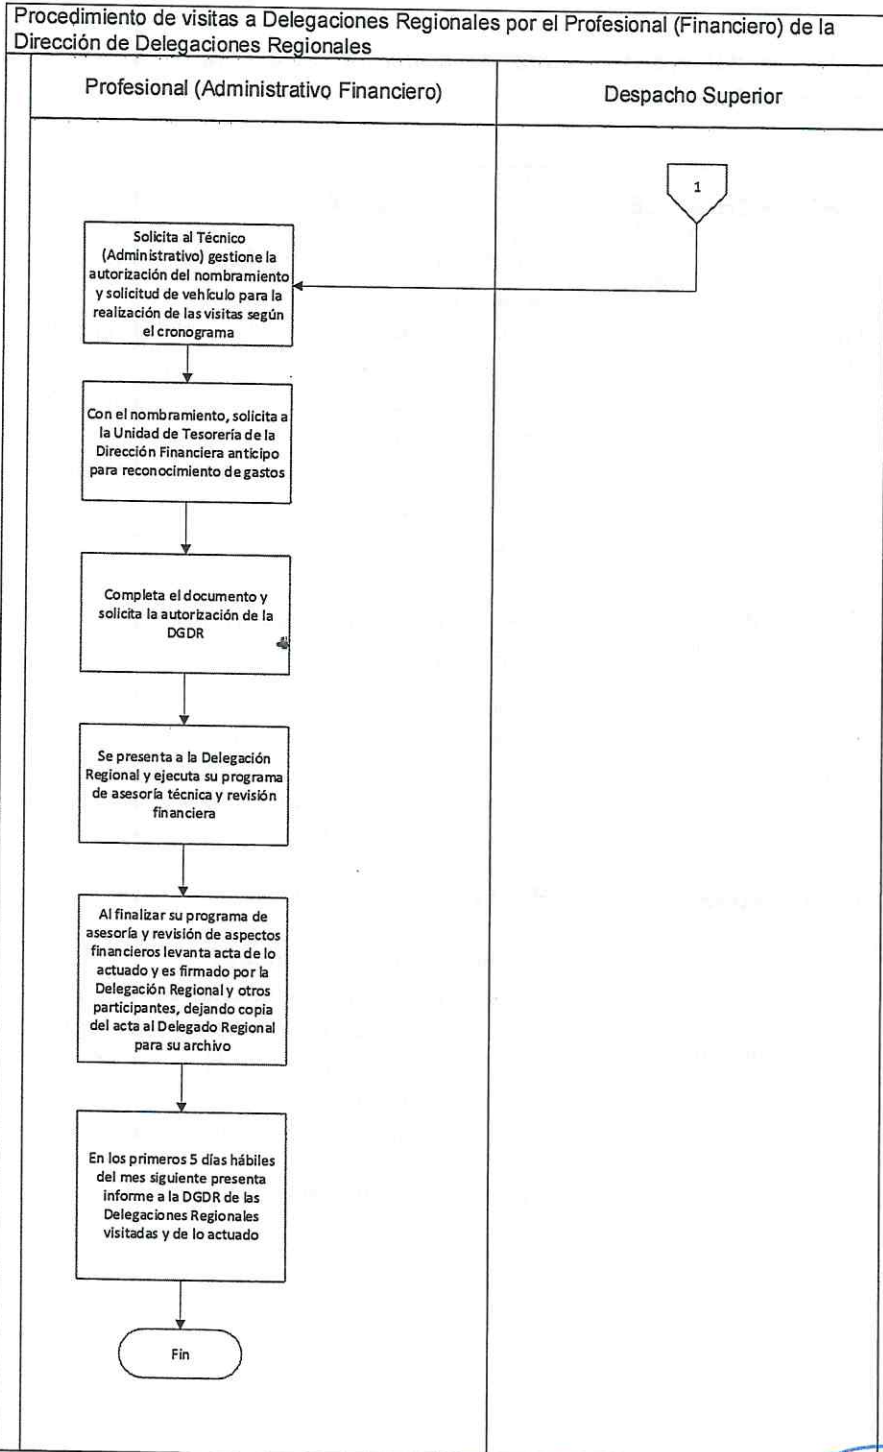 Procedimiento de visitas a Delegaciones Regionales por el Profesional (Financiero) de la
Dirección de Delegaciones Regionales
Profesional (Administrativo Financiero)
Despacho Superior
1
Solicita al Técnico
(Administrativo) gestione la
autorización del nombramiento
y solicitud de vehículo para la
realización de las visitas según
el cronograma
Con el nombramiento, solicita a
la Unidad de Tesorería de la
Dirección Financiera anticipo
para reconocimiento de gastos
Completa el documento y
solicita la autorización de la
DGDR
Se presenta a la Delegación
Regional y ejecuta su programa
de asesoría técnica y revisión
financiera
Al finalizar su programa de
asesoría y revisión de aspectos
financieros levanta acta de lo
actuado y es firmado por la
Delegación Regional y otros
participantes, dejando copia
del acta al Delegado Regional
para su archivo
En los primeros 5 días hábiles
del mes siguiente presenta
informe a la DGDR de las
Delegaciones Regionales
visitadas y de lo actuado
Fin